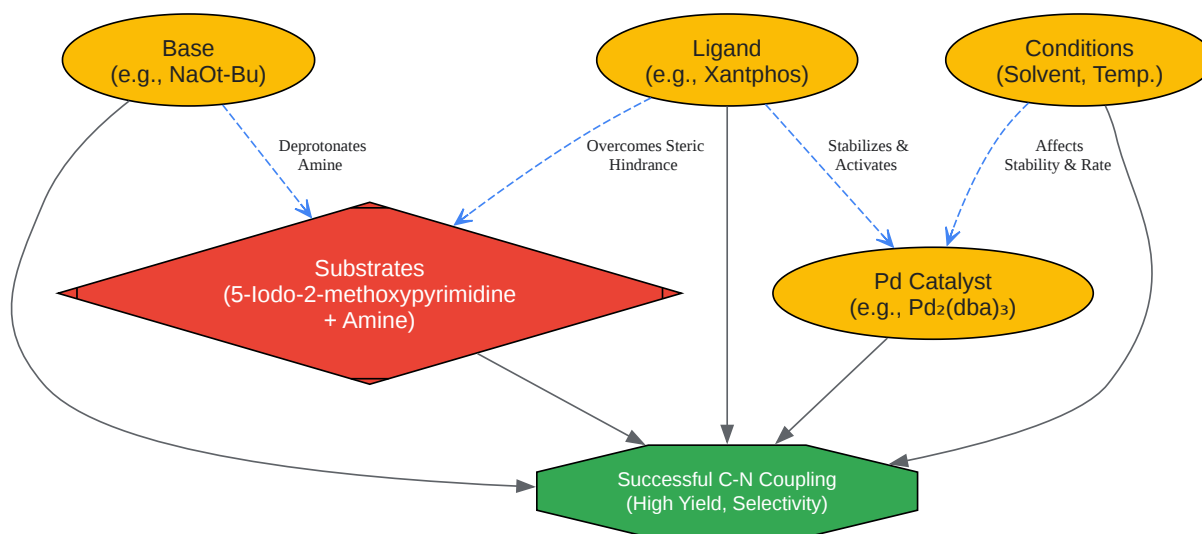 Base
(e.g., NaOt-Bu)
Ligand
(e.g., Xantphos)
Conditions
(Solvent, Temp.)
Deprotonates
Amine
Overcomes Steric
Hindrance
Stabilizes &
Activates
Affects
Stability & Rate
Substrates
(5-Iodo-2-methoxypyrimidine
+ Amine)
Pd Catalyst
(e.g., Pd₂(dba)₃)
Successful C-N Coupling
(High Yield, Selectivity)